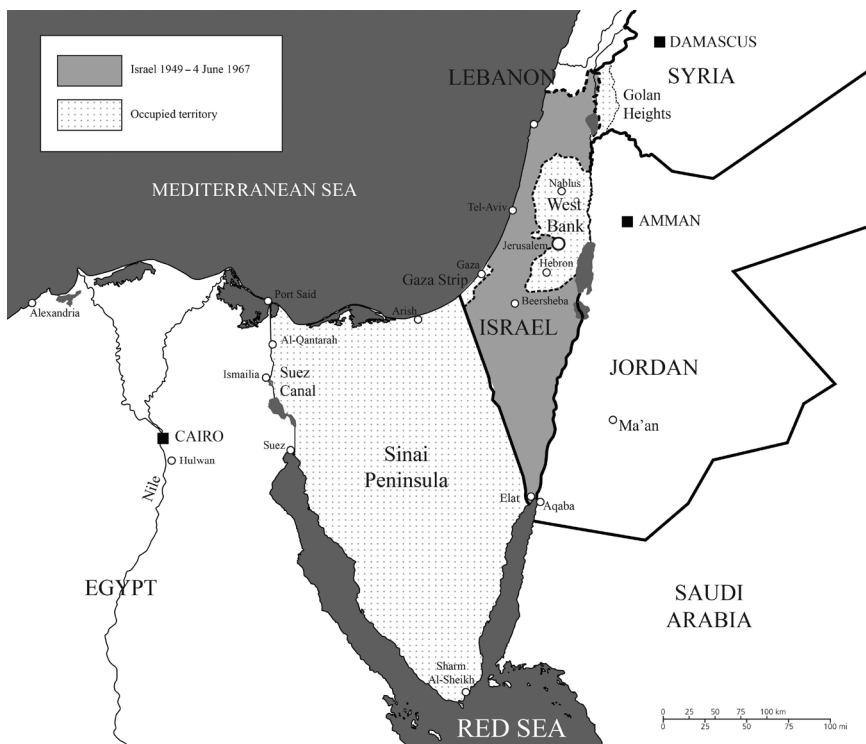 Israel 1949–4 June 1967
Occupied territory
DAMASCUS
LEBANON
SYRIA
Golan
Heights
MEDITERRANEAN SEA
Nablus
West
Bank
Tel-Aviv
AMMAN
Jerusalem
Gaza
Hebron
Gaza Strip
Port Said
Beersheba
Alexandria
Arish
ISRAEL
Al-Qantarah
Ismailia
Suez
Canal
JORDAN
Ma'an
CAIRO
Suez
Sinai
Peninsula
Hulwan
Nile
Elat
Aqaba
EGYPT
SAUDI
ARABIA
Sharm
Al-Sheikh
RED SEA
0 25 50 75 100 km
0 25 50 75 100 mi